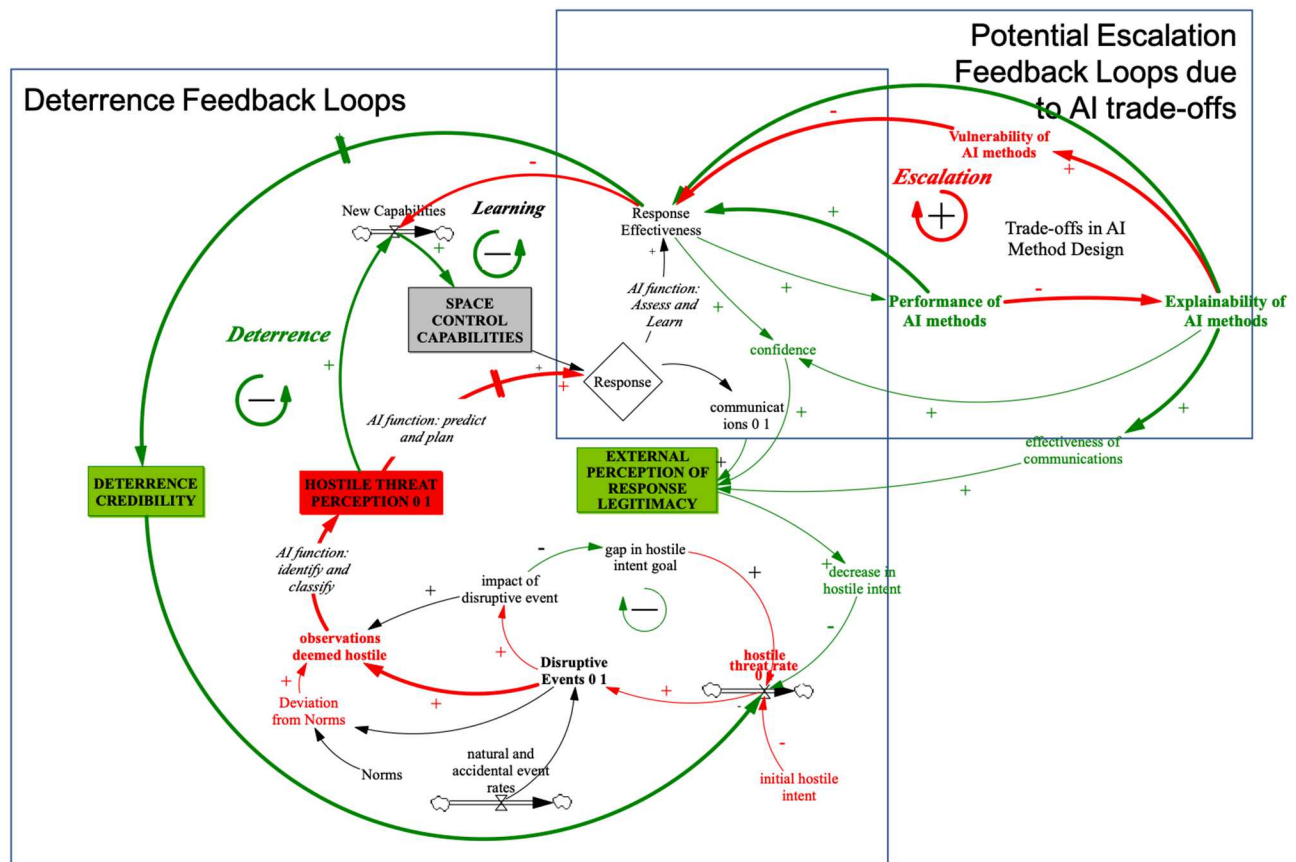 Potential Escalation
Feedback Loops due
to AI trade-offs
Deterrence Feedback Loops
-
Vulnerability of
AI methods
+
+
-
Escalation
+
New Capabilities
Learning
—
Response
Effectiveness
+
Trade-offs in AI
Method Design
+
+
AI function:
Assess and
Learn
+
+
-
SPACE
CONTROL
CAPABILITIES
Performance of
AI methods
Explainability of
AI methods
Deterrence
—
+
confidence
+
+
Response
communicat
ions 0 1
+
+
+
AI function: predict
and plan
effectiveness of
communications
+
DETERRENCE
CREDIBILITY
HOSTILE THREAT
PERCEPTION 0 1
EXTERNAL
PERCEPTION OF
RESPONSE
LEGITIMACY
+
AI function:
identify and
classify
-
gap in hostile
intent goal
+
+
decrease in
hostile intent
impact of
disruptive event
+
—
-
observations
deemed hostile
+
Disruptive
Events 0 1
hostile
threat rate
0
+
+
+
-
Deviation
from Norms
Norms
natural and
accidental event
rates
-
initial hostile
intent